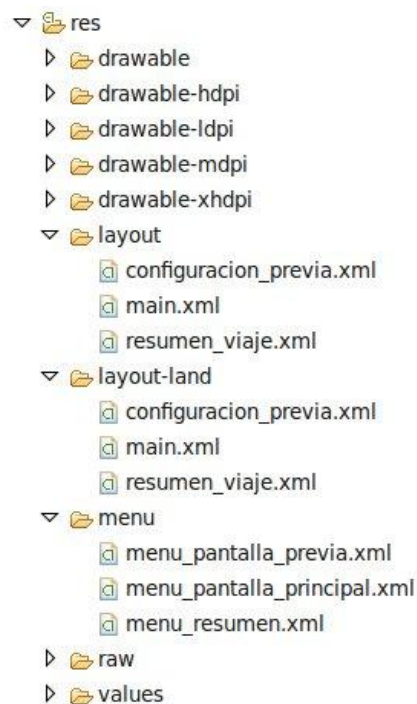 res
drawable
drawable-hdpi
drawable-ldpi
drawable-mdpi
drawable-xhdpi
layout
configuracion_previa.xml
main.xml
resumen_viaje.xml
layout-land
configuracion_previa.xml
main.xml
resumen_viaje.xml
menu
menu_pantalla_previa.xml
menu_pantalla_principal.xml
menu_resumen.xml
raw
values